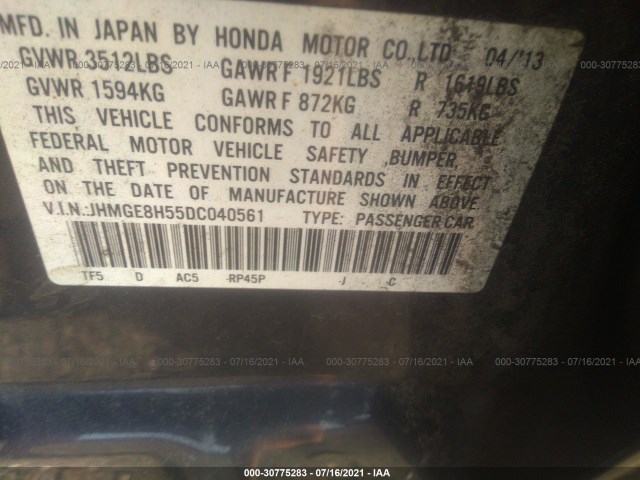 MFD. IN JAPAN BY HONDA MOTOR CO.,LTD 04/'13
GVWR 3512LBS GAWR F 1921LBS R 1619LBS
GVWR 1594KG GAWR F 872KG R 735KG
THIS VEHICLE CONFORMS TO ALL APPLICABLE
FEDERAL MOTOR VEHICLE SAFETY ,BUMPER,
AND THEFT PREVENTION STANDARDS IN EFFECT
ON THE DATE OF MANUFACTURE SHOWN ABOVE
V.I.N.:JHMGE8H55DC040561 TYPE: PASSENGER CAR
TF5 D AC5 -RP45P -J -C
/16/2021 - IAA 000-30775283 - 07/16/2021 - IAA 000-30775283 - 07/16/2021
/16/2021 - IAA 000-30775283 - 07/16/2021 - IAA 000-30775283 - 07/16/2021
000-30775283 - 07/16/2021 - IAA